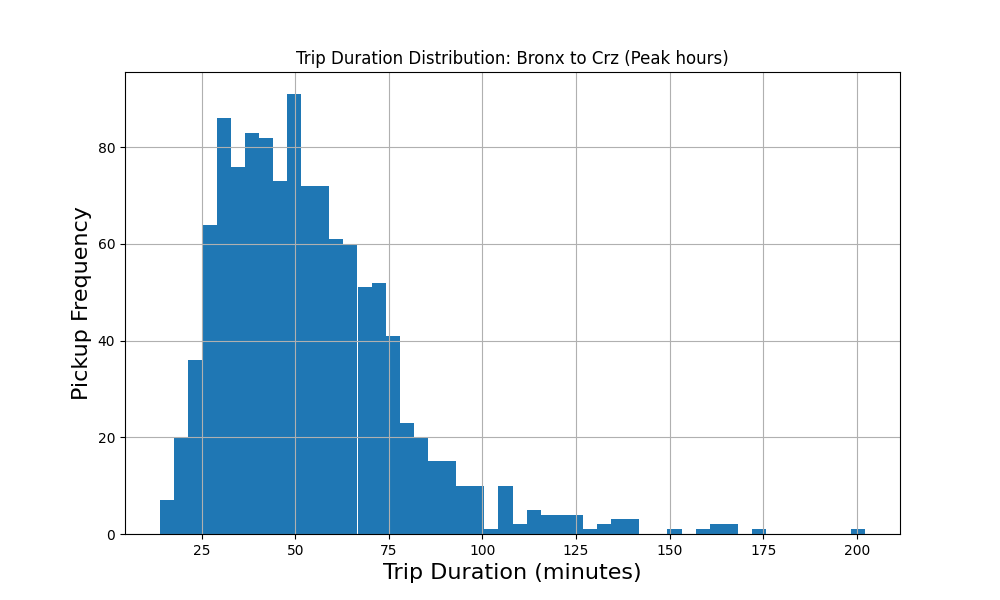 Trip Duration Distribution: Bronx to Crz (Peak hours)
Pickup Frequency
80
60
40
20
0
25 50 75 100 125 150 175 200
Trip Duration (minutes)